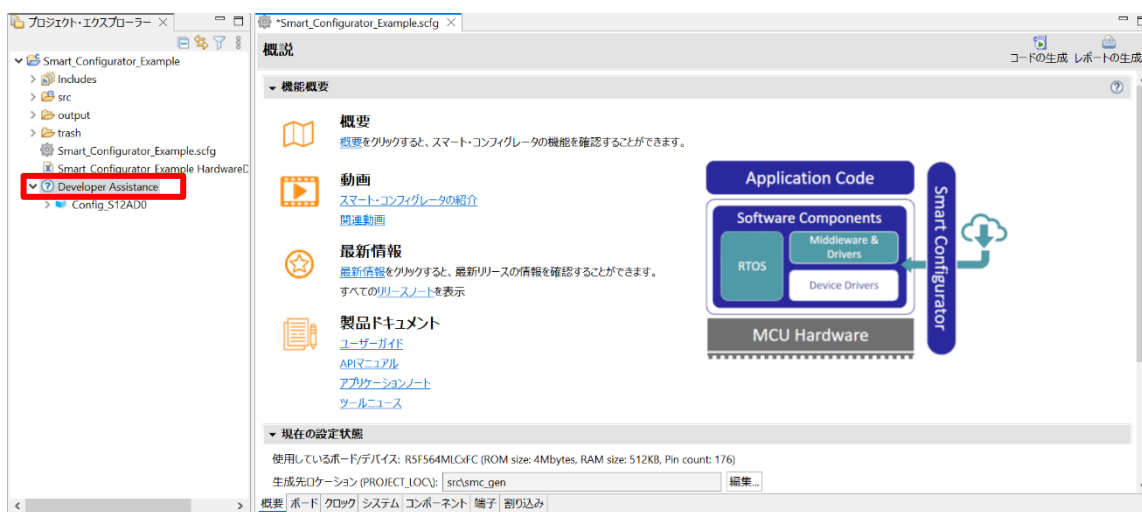 プロジェクト・エクスプローラー
Smart_Configurator_Example
Includes
src
output
trash
Smart_Configurator_Example.scfg
Smart_Configurator_Example HardwareD
Developer Assistance
Config_S12AD0
*Smart_Configurator_Example.scfg
概説
コードの生成 レポートの生成
機能概要
概要
概要をクリックすると、スマート・コンフィグレータの機能を確認することができます。
動画
スマート・コンフィグレータの紹介
関連動画
最新情報
最新情報をクリックすると、最新リリースの情報を確認することができます。
すべてのリリースノートを表示
製品ドキュメント
ユーザーガイド
APIマニュアル
アプリケーションノート
ツールニュース
Application Code
Software Components
RTOS
Middleware &
Drivers
Device Drivers
MCU Hardware
Smart Configurator
現在の設定状態
使用しているボード/デバイス: R5F564MLCxFC (ROM size: 4Mbytes, RAM size: 512KB, Pin count: 176)
生成先ロケーション (PROJECT_LOC\): src\smc_gen 編集...
概要 ボード クロック システム コンポーネント 端子 割り込み